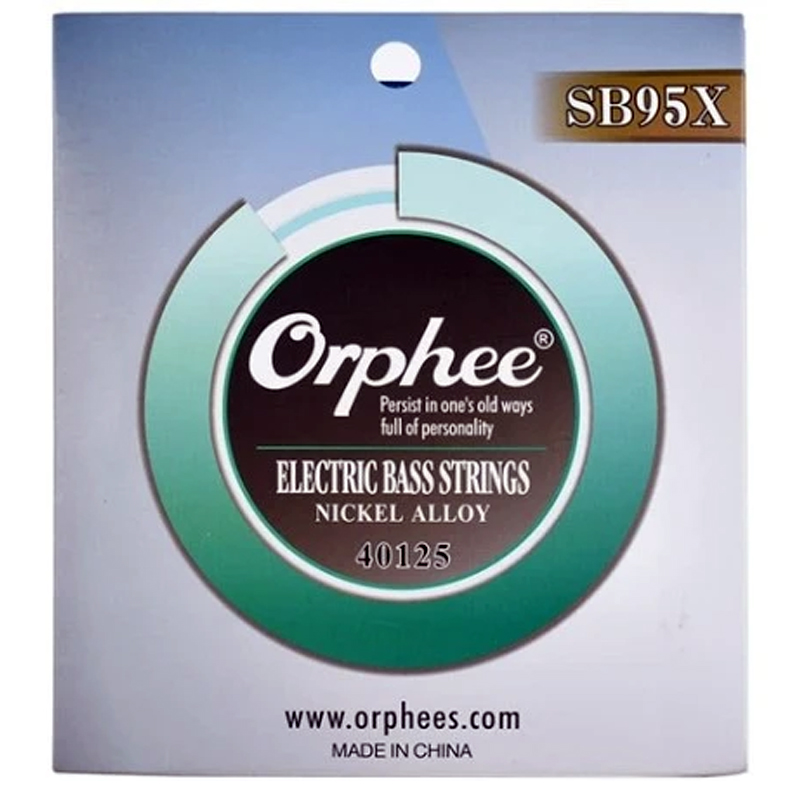 SB95X
Orphee®
Persist in one's old ways
full of personality
ELECTRIC BASS STRINGS
NICKEL ALLOY
40125
www.orphees.com
MADE IN CHINA